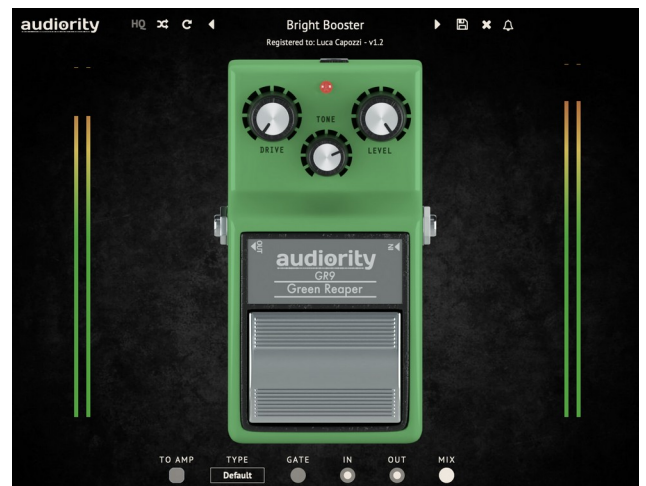 audiority
HQ
Bright Booster
Registered to: Luca Capozzi - v1.2
TONE
DRIVE
LEVEL
OUT
IN
audiority
GR9
Green Reaper
TO AMP
TYPE
GATE
IN
OUT
MIX
Default